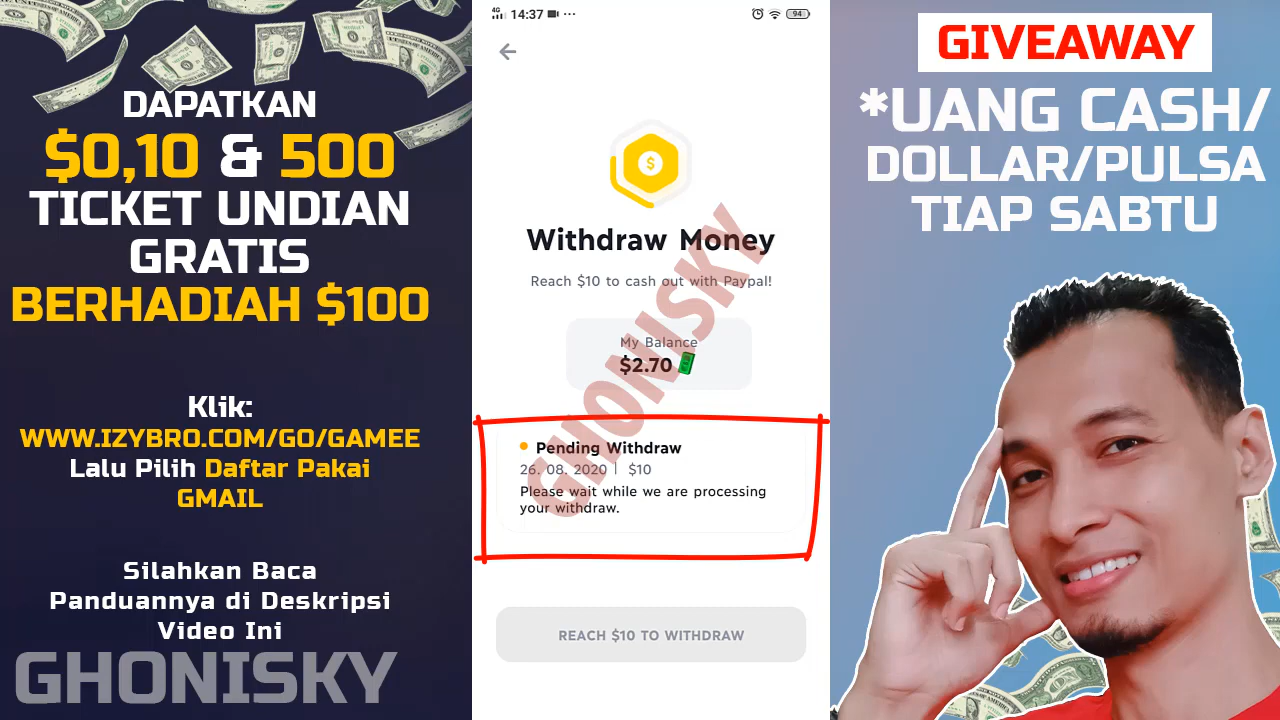 DAPATKAN
$0,10 & 500
TICKET UNDIAN
GRATIS
BERHADIAH $100
Klik:
WWW.IZYBRO.COM/GO/GAMEE
Lalu Pilih Daftar Pakai
GMAIL
Silahkan Baca
Panduannya di Deskripsi
Video Ini
GHONISKY
4G 14:37 94
Withdraw Money
Reach $10 to cash out with Paypal!
My Balance
$2.70
Pending Withdraw
26. 08. 2020 | $10
Please wait while we are processing
your withdraw.
REACH $10 TO WITHDRAW
GHONISKY
GIVEAWAY
*UANG CASH/
DOLLAR/PULSA
TIAP SABTU